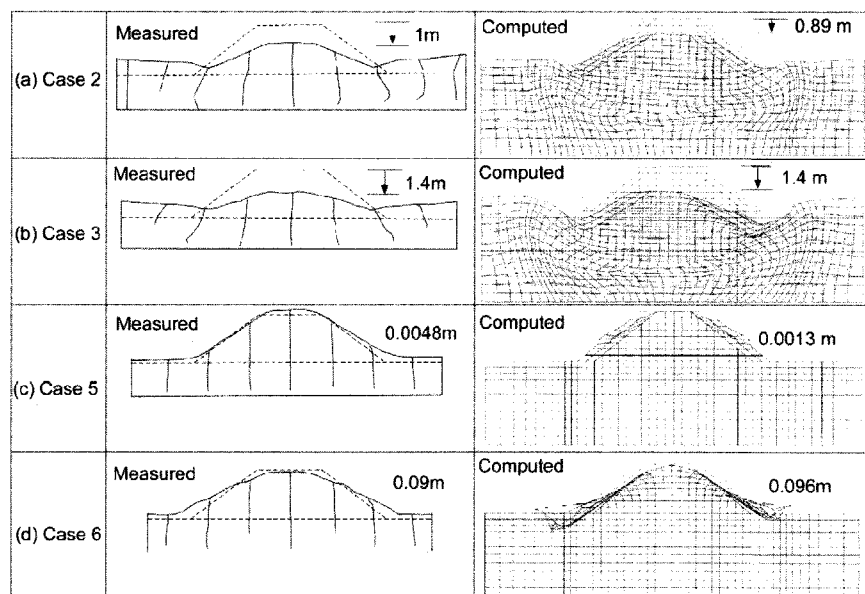 Measured
1m
Computed
0.89 m
(a) Case 2
Measured
1.4m
Computed
1.4 m
(b) Case 3
Measured
0.0048m
Computed
0.0013 m
(c) Case 5
Measured
0.09m
Computed
0.096m
(d) Case 6